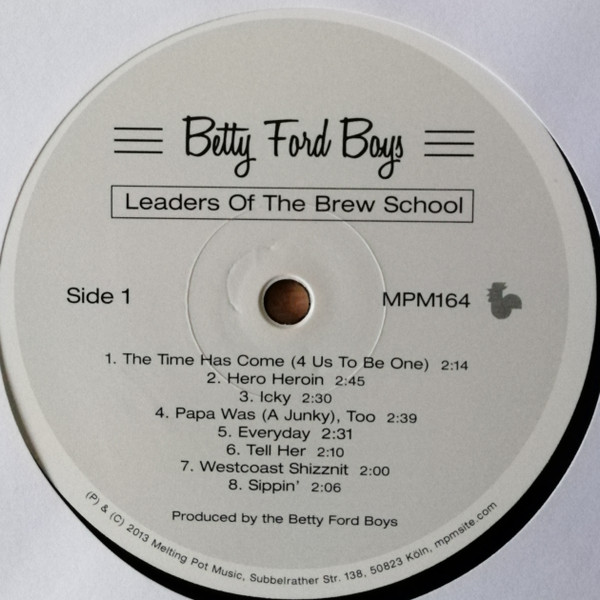 Betty Ford Boys
Leaders Of The Brew School
Side 1
MPM164
1. The Time Has Come (4 Us To Be One) 2:14
2. Hero Heroin 2:45
3. Icky 2:30
4. Papa Was (A Junky), Too 2:39
5. Everyday 2:31
6. Tell Her 2:10
7. Westcoast Shizznit 2:00
8. Sippin' 2:06
Produced by the Betty Ford Boys
(P) & (C) 2013 Melting Pot Music, Subbelrather Str. 138, 50823 Köln, mpmsite.com